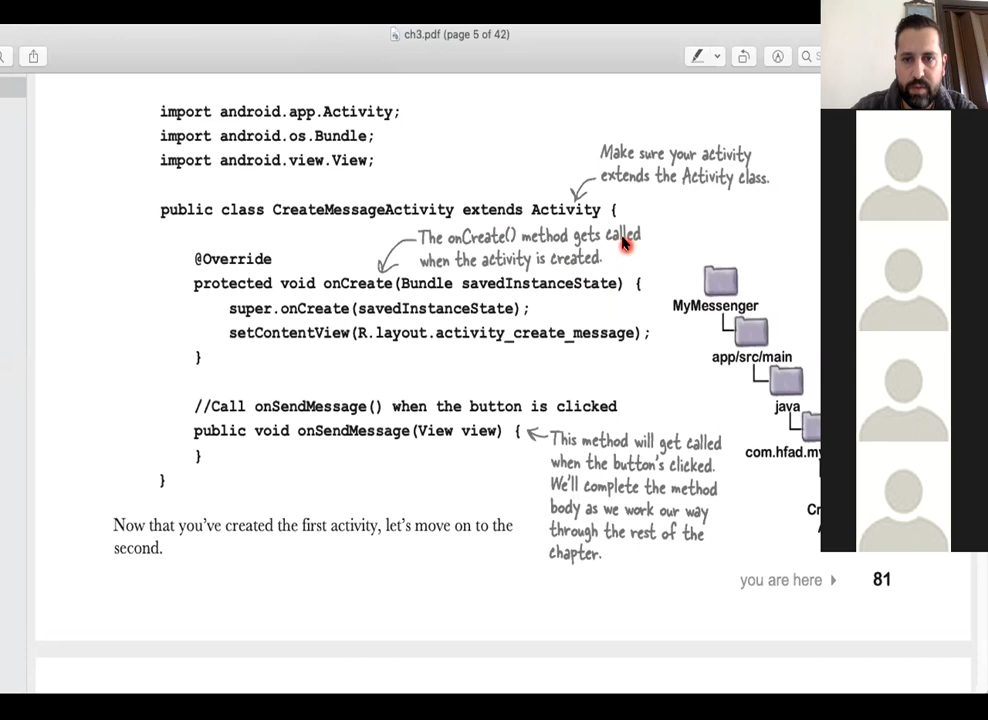 ch3.pdf (page 5 of 42)
import android.app.Activity;
import android.os.Bundle;
import android.view.View;
Make sure your activity
extends the Activity class.
public class CreateMessageActivity extends Activity {
The onCreate() method gets called
when the activity is created.
@Override
protected void onCreate(Bundle savedInstanceState) {
super.onCreate(savedInstanceState);
setContentView(R.layout.activity_create_message);
}
MyMessenger
app/src/main
java
com.hfad.my
Cr
//Call onSendMessage() when the button is clicked
public void onSendMessage(View view) {
}
}
This method will get called
when the button's clicked.
We'll complete the method
body as we work our way
through the rest of the
chapter.
Now that you've created the first activity, let's move on to the
second.
you are here
81